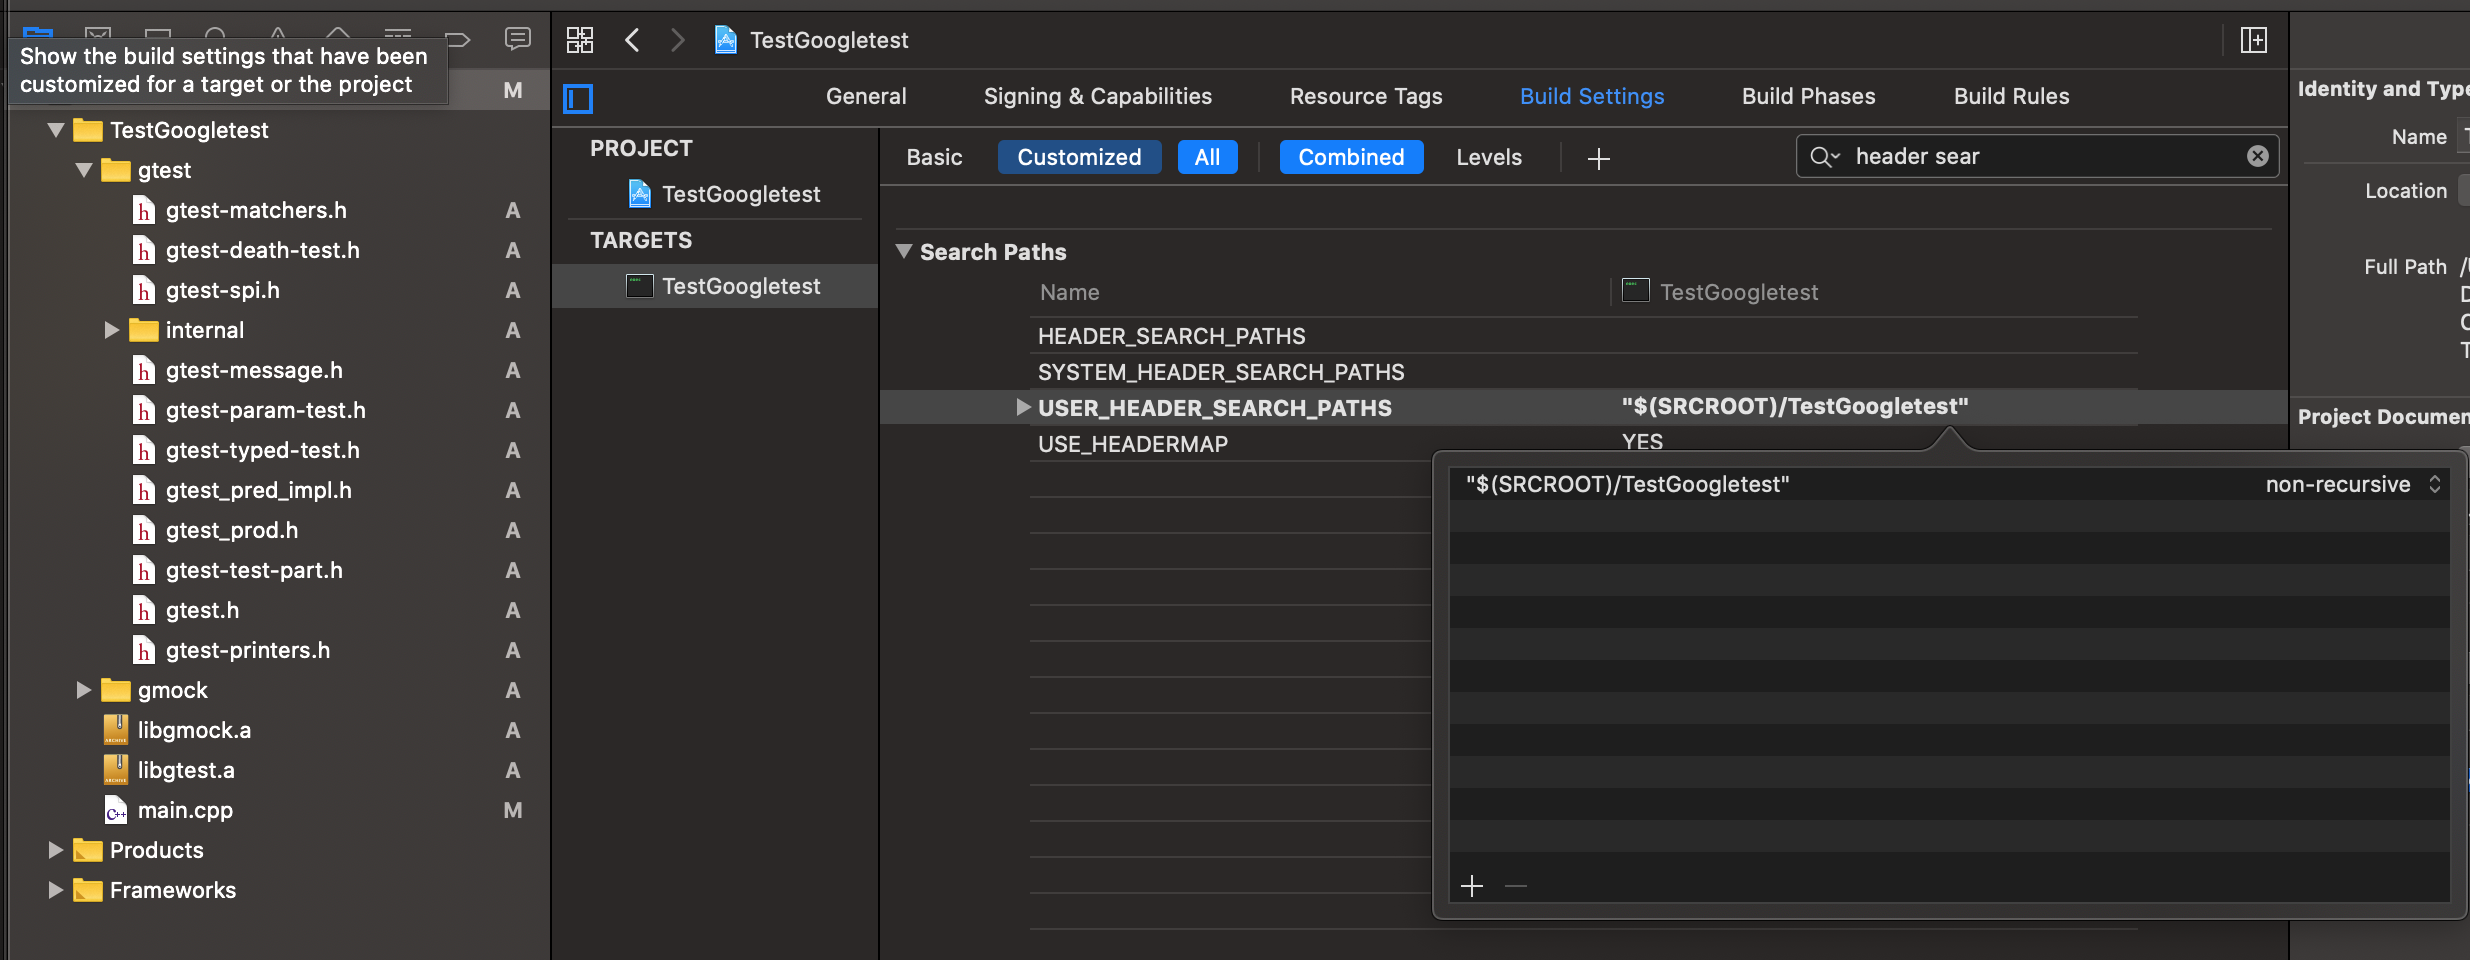 Show the build settings that have been
customized for a target or the project
M
TestGoogletest
gtest
gtest-matchers.h A
gtest-death-test.h A
gtest-spi.h A
internal A
gtest-message.h A
gtest-param-test.h A
gtest-typed-test.h A
gtest_pred_impl.h A
gtest_prod.h A
gtest-test-part.h A
gtest.h A
gtest-printers.h A
gmock A
libgmock.a A
libgtest.a A
main.cpp M
Products
Frameworks
TestGoogletest
General Signing & Capabilities Resource Tags Build Settings Build Phases Build Rules
PROJECT
TestGoogletest
TARGETS
TestGoogletest
Basic Customized All Combined Levels header sear
Search Paths
Name TestGoogletest
HEADER_SEARCH_PATHS
SYSTEM_HEADER_SEARCH_PATHS
USER_HEADER_SEARCH_PATHS "$(SRCROOT)/TestGoogletest"
USE_HEADERMAP YES
"$(SRCROOT)/TestGoogletest" non-recursive
Identity and Type
Name
Location
Full Path
Project